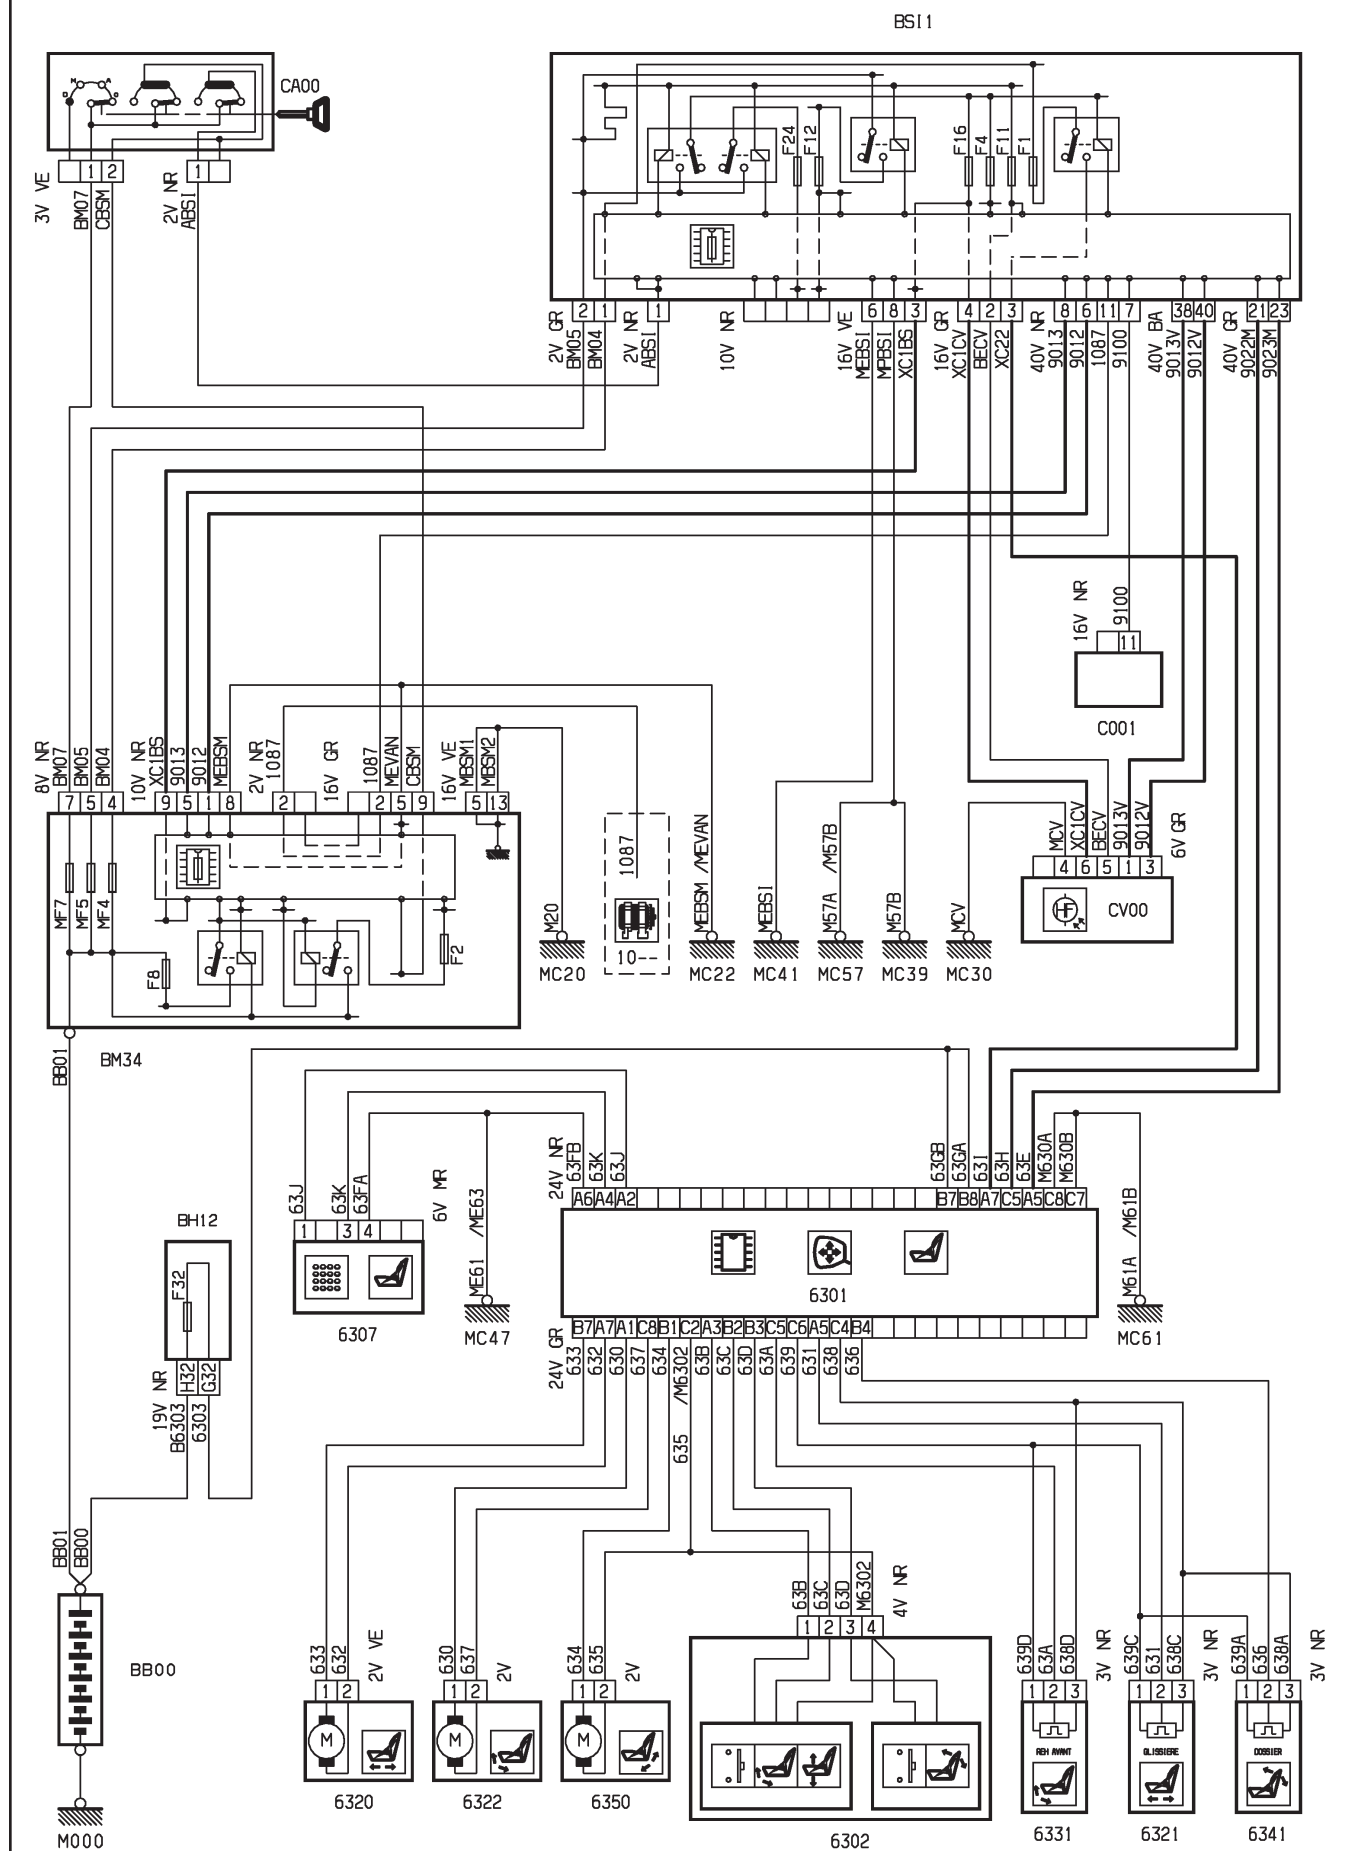 BSI1
CA00
M
A
D
3V VE
1
2
BM07
CBSM
2V NR
1
ABSI
F24
F12
F16
F4
F11
F1
2V GR
2
1
BM05
BM04
2V NR
1
ABSI
10V NR
16V VE
6
8
3
MEBSI
MPBSI
XC1BS
16V GR
4
2
3
XC1CV
BECV
XC22
40V NR
8
6
11
7
9013
9012
1087
9100
40V BA
38
40
9013V
9012V
40V GR
21
23
9022M
9023M
16V NR
9100
11
C001
8V NR
BM07
BM05
BM04
7
5
4
10V NR
XC1BS
9013
9012
MEBSM
9
5
1
8
2V NR
1087
2
16V GR
1087
MEVAN
CBSM
2
5
9
16V VE
MBSM1
MBSM2
5
13
MF7
MF5
MF4
F8
F2
BM34
M20
MC20
1087
10--
MEBSM /MEVAN
MC22
MEBSI
MC41
M57A /M57B
MC57
M57B
MC39
MCV
MC30
MCV
XC1CV
BECV
9013V
9012V
6V GR
4
6
5
1
3
HF
CV00
BB01
24V NR
63FB
63K
63J
A6
A4
A2
63GB
63GA
63I
63H
63E
M630A
M630B
B7
B8
A7
C5
A5
C8
C7
63J
63K
63FA
6V MR
1
3
4
6307
ME61 /ME63
MC47
6301
M61A /M61B
MC61
BH12
F32
H32
G32
19V NR
B6303
6303
24V GR
B7
A7
A1
C8
B1
C2
A3
B2
B3
C5
C6
A5
C4
B4
633
632
630
637
634
635 /M6302
63B
63C
63D
63A
639
631
638
636
BB01
BB00
BB00
M000
633
632
2V VE
1
2
M
6320
630
637
2V
1
2
M
6322
634
635
2V
1
2
M
6350
63B
63C
63D
M6302
4V NR
1
2
3
4
6302
639D
63A
638D
3V NR
1
2
3
REH AVANT
6331
639C
631
638C
3V NR
1
2
3
GLISSIERE
6321
639A
636
638A
3V NR
1
2
3
DOSSIER
6341